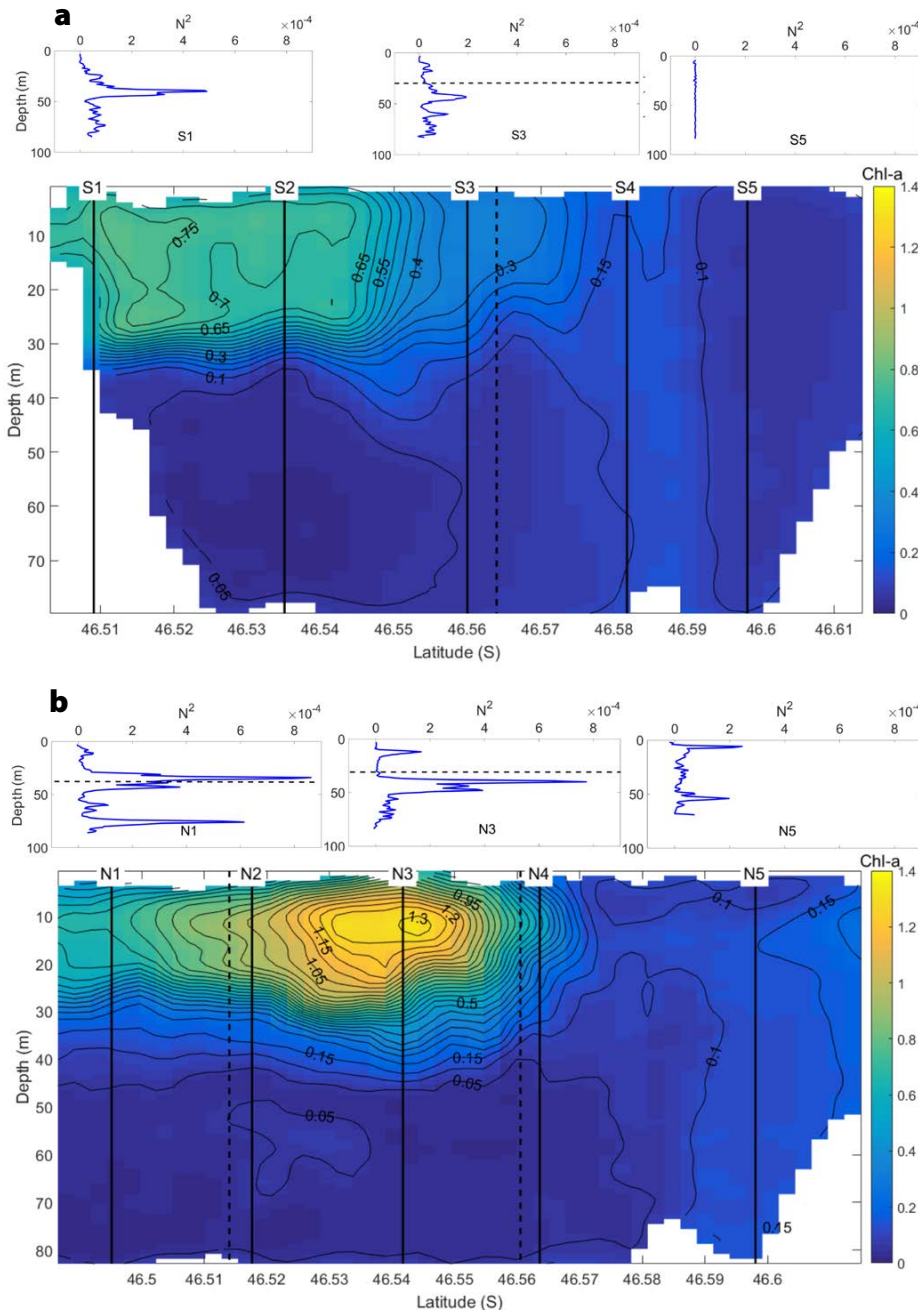 a
N² ×10⁻⁴ N² ×10⁻⁴ N² ×10⁻⁴
0 2 4 6 8 0 2 4 6 8 0 2 4 6 8
0 0 0
Depth (m)
50 50 50
S1 S3 S5
100 100 100
Chl-a
S1 S2 S3 S4 S5
1.4
1.2
1
0.8
0.6
0.4
0.2
0
10
20
30
40
50
60
70
Depth (m)
0.75
0.7
0.65
0.3
0.1
0.05
0.65
0.55
0.4
0.3
0.15
0.1
46.51 46.52 46.53 46.54 46.55 46.56 46.57 46.58 46.59 46.6 46.61
Latitude (S)
b
N² ×10⁻⁴ N² ×10⁻⁴ N² ×10⁻⁴
0 2 4 6 8 0 2 4 6 8 0 2 4 6 8
0 0 0
Depth (m)
50 50 50
N1 N3 N5
100 100 100
Chl-a
N1 N2 N3 N4 N5
1.4
1.2
1
0.8
0.6
0.4
0.2
0
10
20
30
40
50
60
70
80
Depth (m)
0.95
1.3
1.2
1.15
1.05
0.5
0.15
0.15
0.05
0.05
0.1
0.15
0.1
0.15
46.5 46.51 46.52 46.53 46.54 46.55 46.56 46.57 46.58 46.59 46.6
Latitude (S)